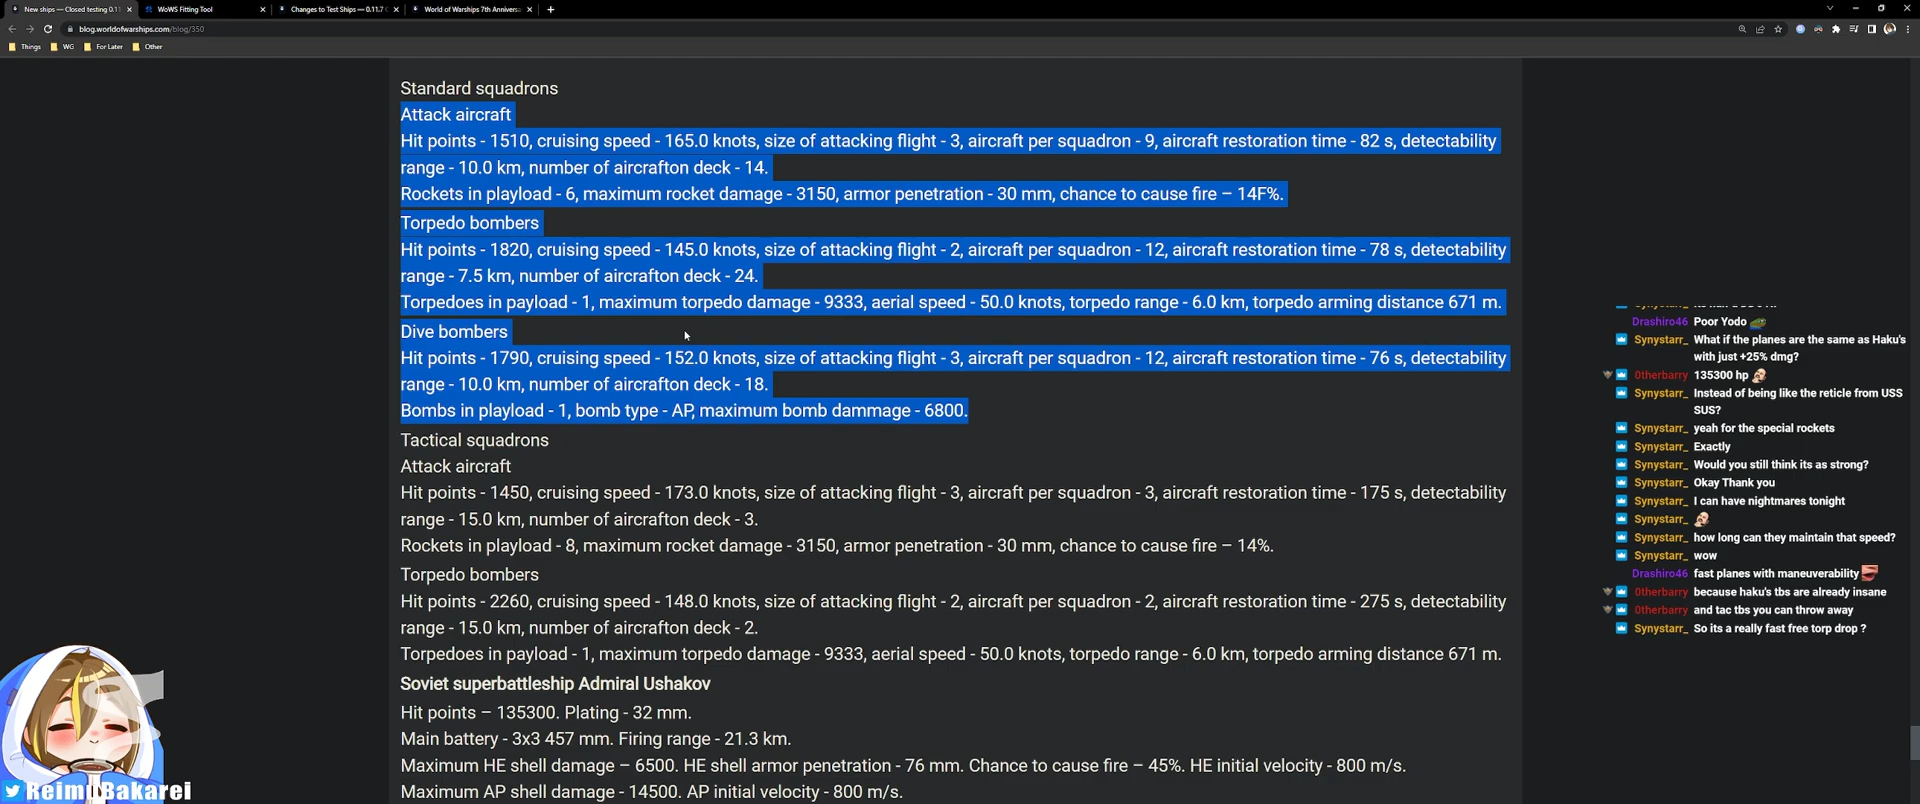 New ships — Closed testing 0.11
WoWS Fitting Tool
Changes to Test Ships — 0.11.7 C
World of Warships 7th Annivers
blog.worldofwarships.com/blog/350
Things
WG
For Later
Other
Standard squadrons
Attack aircraft
Hit points - 1510, cruising speed - 165.0 knots, size of attacking flight - 3, aircraft per squadron - 9, aircraft restoration time - 82 s, detectability
range - 10.0 km, number of aircrafton deck - 14.
Rockets in playload - 6, maximum rocket damage - 3150, armor penetration - 30 mm, chance to cause fire – 14F%.
Torpedo bombers
Hit points - 1820, cruising speed - 145.0 knots, size of attacking flight - 2, aircraft per squadron - 12, aircraft restoration time - 78 s, detectability
range - 7.5 km, number of aircrafton deck - 24.
Torpedoes in payload - 1, maximum torpedo damage - 9333, aerial speed - 50.0 knots, torpedo range - 6.0 km, torpedo arming distance 671 m.
Dive bombers
Hit points - 1790, cruising speed - 152.0 knots, size of attacking flight - 3, aircraft per squadron - 12, aircraft restoration time - 76 s, detectability
range - 10.0 km, number of aircrafton deck - 18.
Bombs in playload - 1, bomb type - AP, maximum bomb dammage - 6800.
Tactical squadrons
Attack aircraft
Hit points - 1450, cruising speed - 173.0 knots, size of attacking flight - 3, aircraft per squadron - 3, aircraft restoration time - 175 s, detectability
range - 15.0 km, number of aircrafton deck - 3.
Rockets in playload - 8, maximum rocket damage - 3150, armor penetration - 30 mm, chance to cause fire – 14%.
Torpedo bombers
Hit points - 2260, cruising speed - 148.0 knots, size of attacking flight - 2, aircraft per squadron - 2, aircraft restoration time - 275 s, detectability
range - 15.0 km, number of aircrafton deck - 2.
Torpedoes in payload - 1, maximum torpedo damage - 9333, aerial speed - 50.0 knots, torpedo range - 6.0 km, torpedo arming distance 671 m.
Soviet superbattleship Admiral Ushakov
Hit points – 135300. Plating - 32 mm.
Main battery - 3x3 457 mm. Firing range - 21.3 km.
Maximum HE shell damage – 6500. HE shell armor penetration - 76 mm. Chance to cause fire – 45%. HE initial velocity - 800 m/s.
Maximum AP shell damage - 14500. AP initial velocity - 800 m/s.
Drashiro46 Poor Yodo
Synystarr_ What if the planes are the same as Haku's
with just +25% dmg?
0therbarry 135300 hp
Synystarr_ Instead of being like the reticle from USS
SUS?
Synystarr_ yeah for the special rockets
Synystarr_ Exactly
Synystarr_ Would you still think its as strong?
Synystarr_ Okay Thank you
Synystarr_ I can have nightmares tonight
Synystarr_
Synystarr_ how long can they maintain that speed?
Synystarr_ wow
Drashiro46 fast planes with maneuverability
0therbarry because haku's tbs are already insane
0therbarry and tac tbs you can throw away
Synystarr_ So its a really fast free torp drop ?
ReimuBakarei